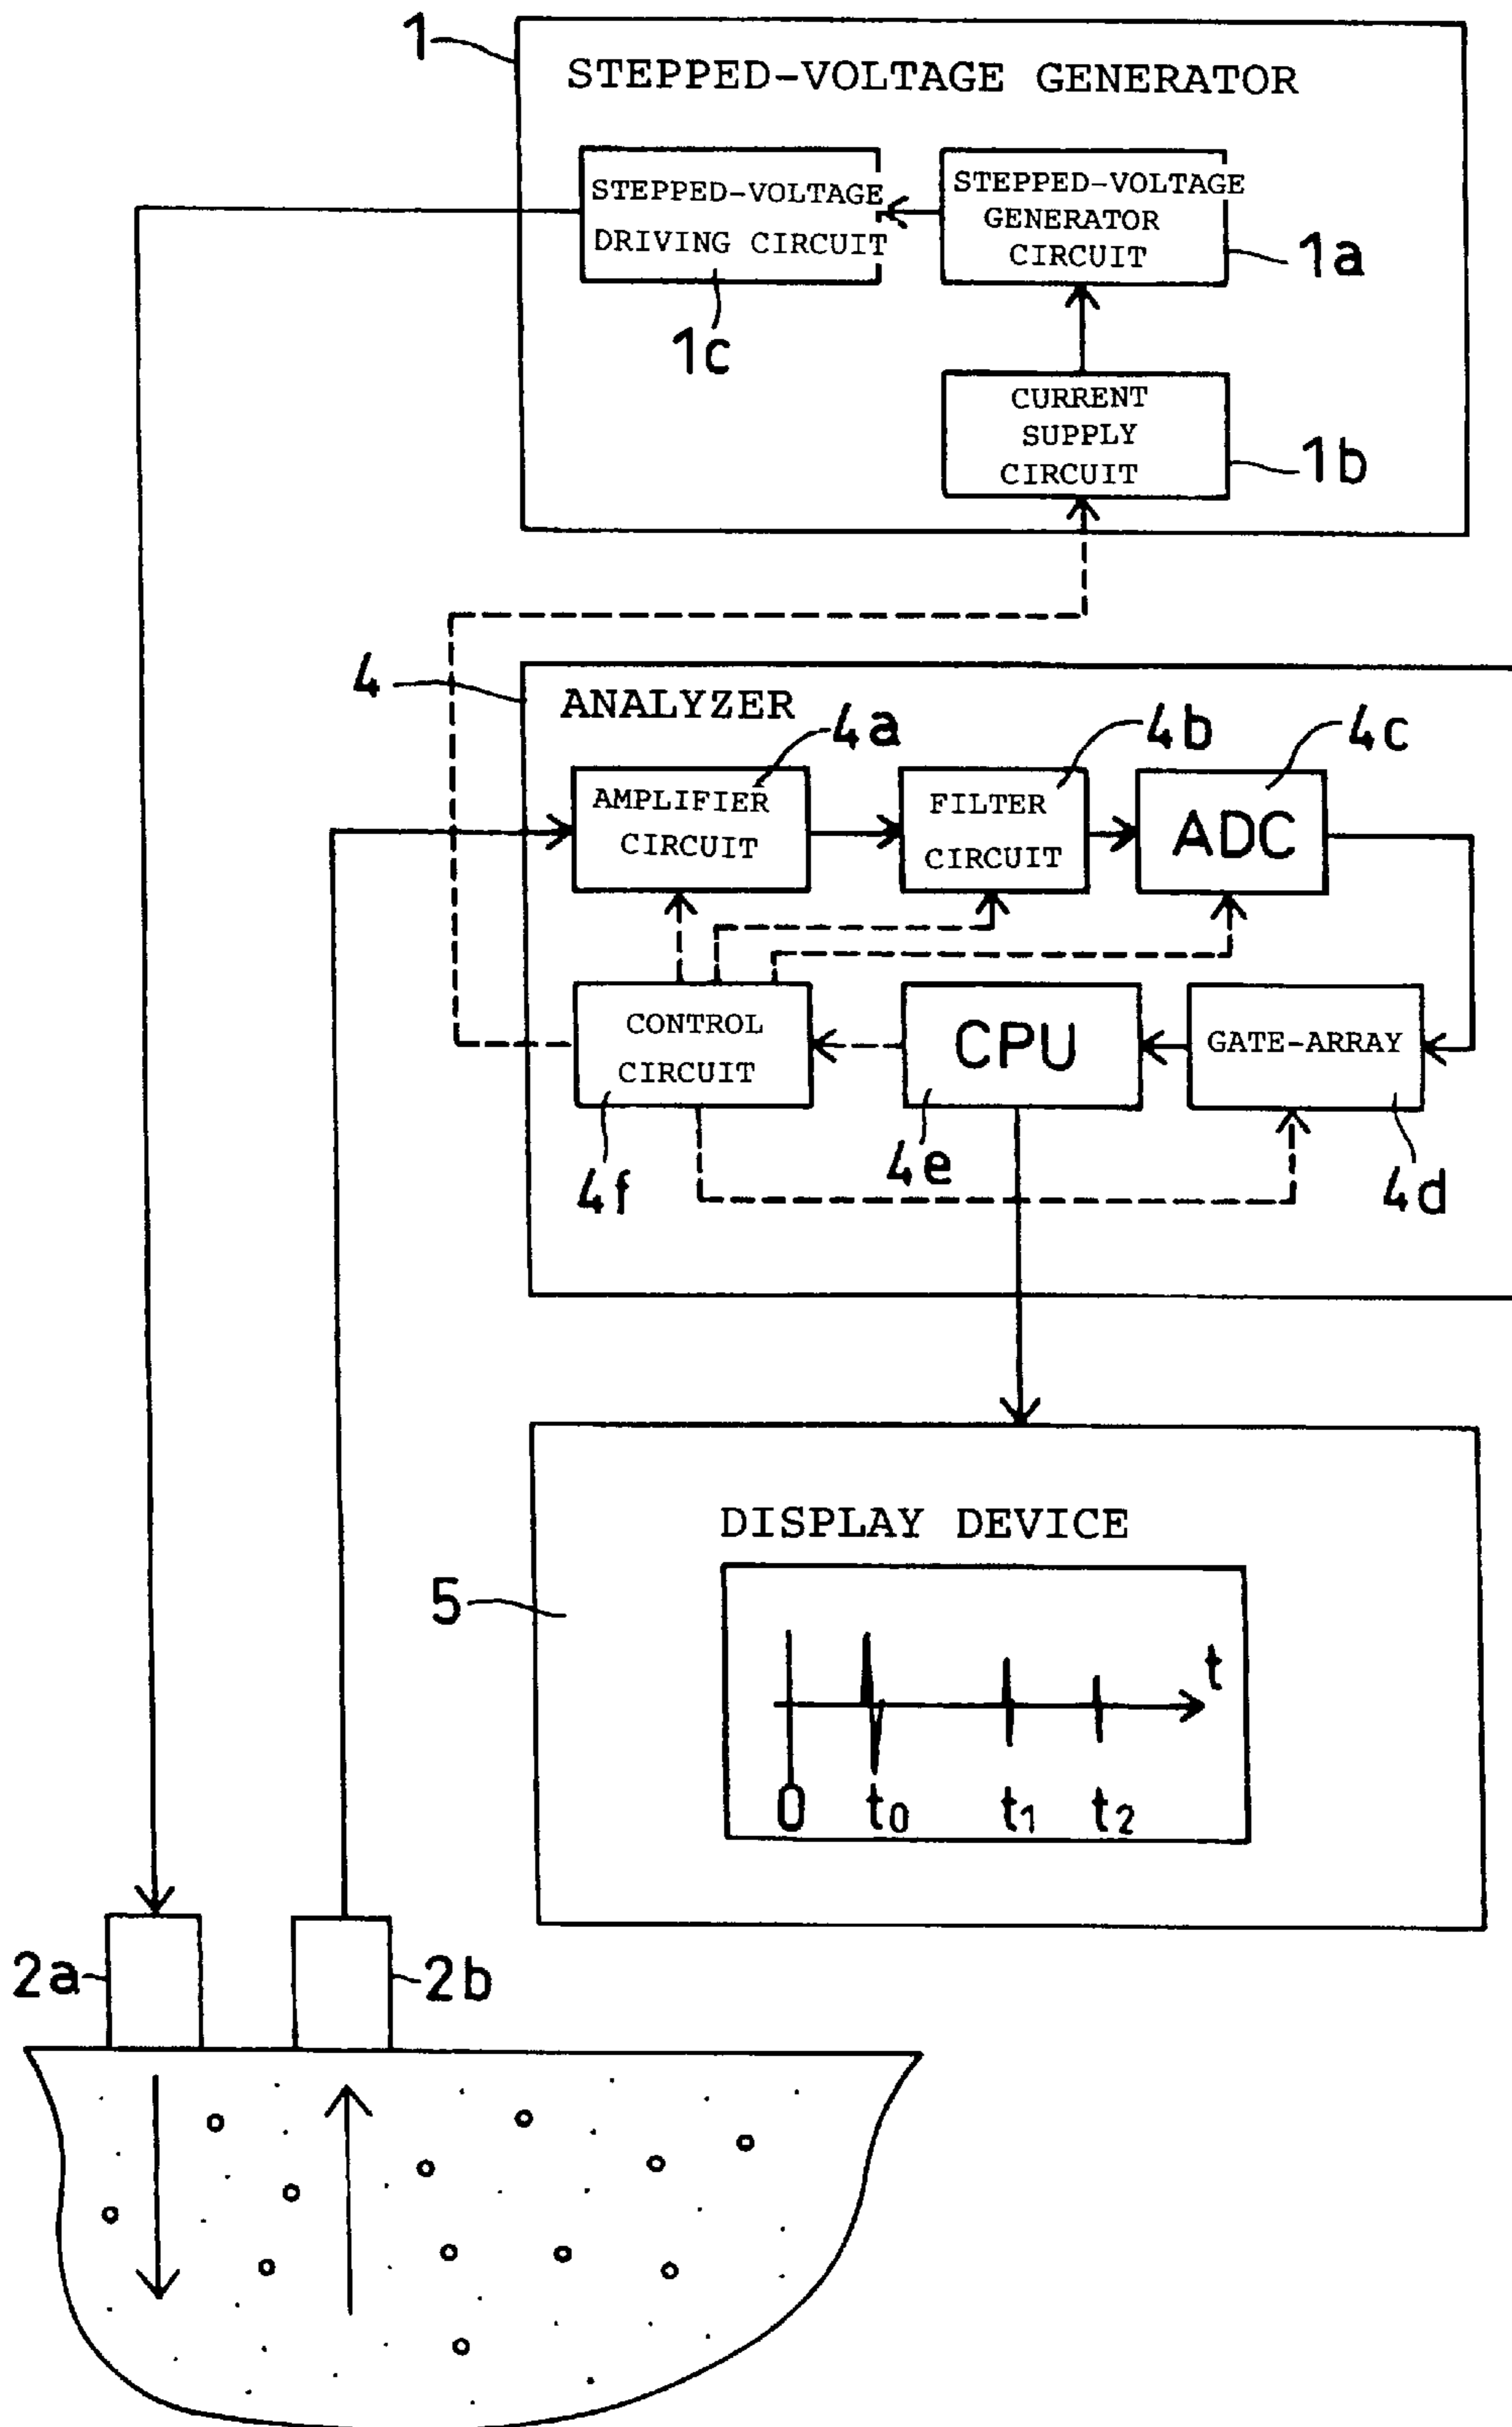 1
STEPPED-VOLTAGE GENERATOR
STEPPED-VOLTAGE
DRIVING CIRCUIT
STEPPED-VOLTAGE
GENERATOR
CIRCUIT
1a
1c
CURRENT
SUPPLY
CIRCUIT
1b
4
ANALYZER
4a
4b
4c
AMPLIFIER
CIRCUIT
FILTER
CIRCUIT
ADC
CONTROL
CIRCUIT
CPU
GATE-ARRAY
4f
4e
4d
DISPLAY DEVICE
5
t
0 t0 t1 t2
2a
2b